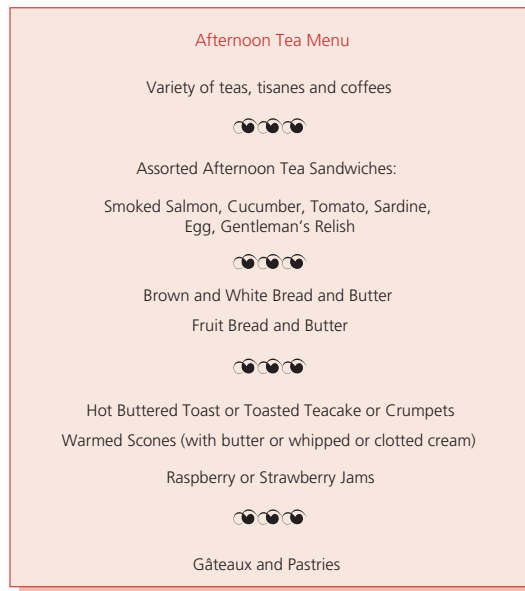 Afternoon Tea Menu
Variety of teas, tisanes and coffees
Assorted Afternoon Tea Sandwiches:
Smoked Salmon, Cucumber, Tomato, Sardine,
Egg, Gentleman’s Relish
Brown and White Bread and Butter
Fruit Bread and Butter
Hot Buttered Toast or Toasted Teacake or Crumpets
Warmed Scones (with butter or whipped or clotted cream)
Raspberry or Strawberry Jams
Gâteaux and Pastries